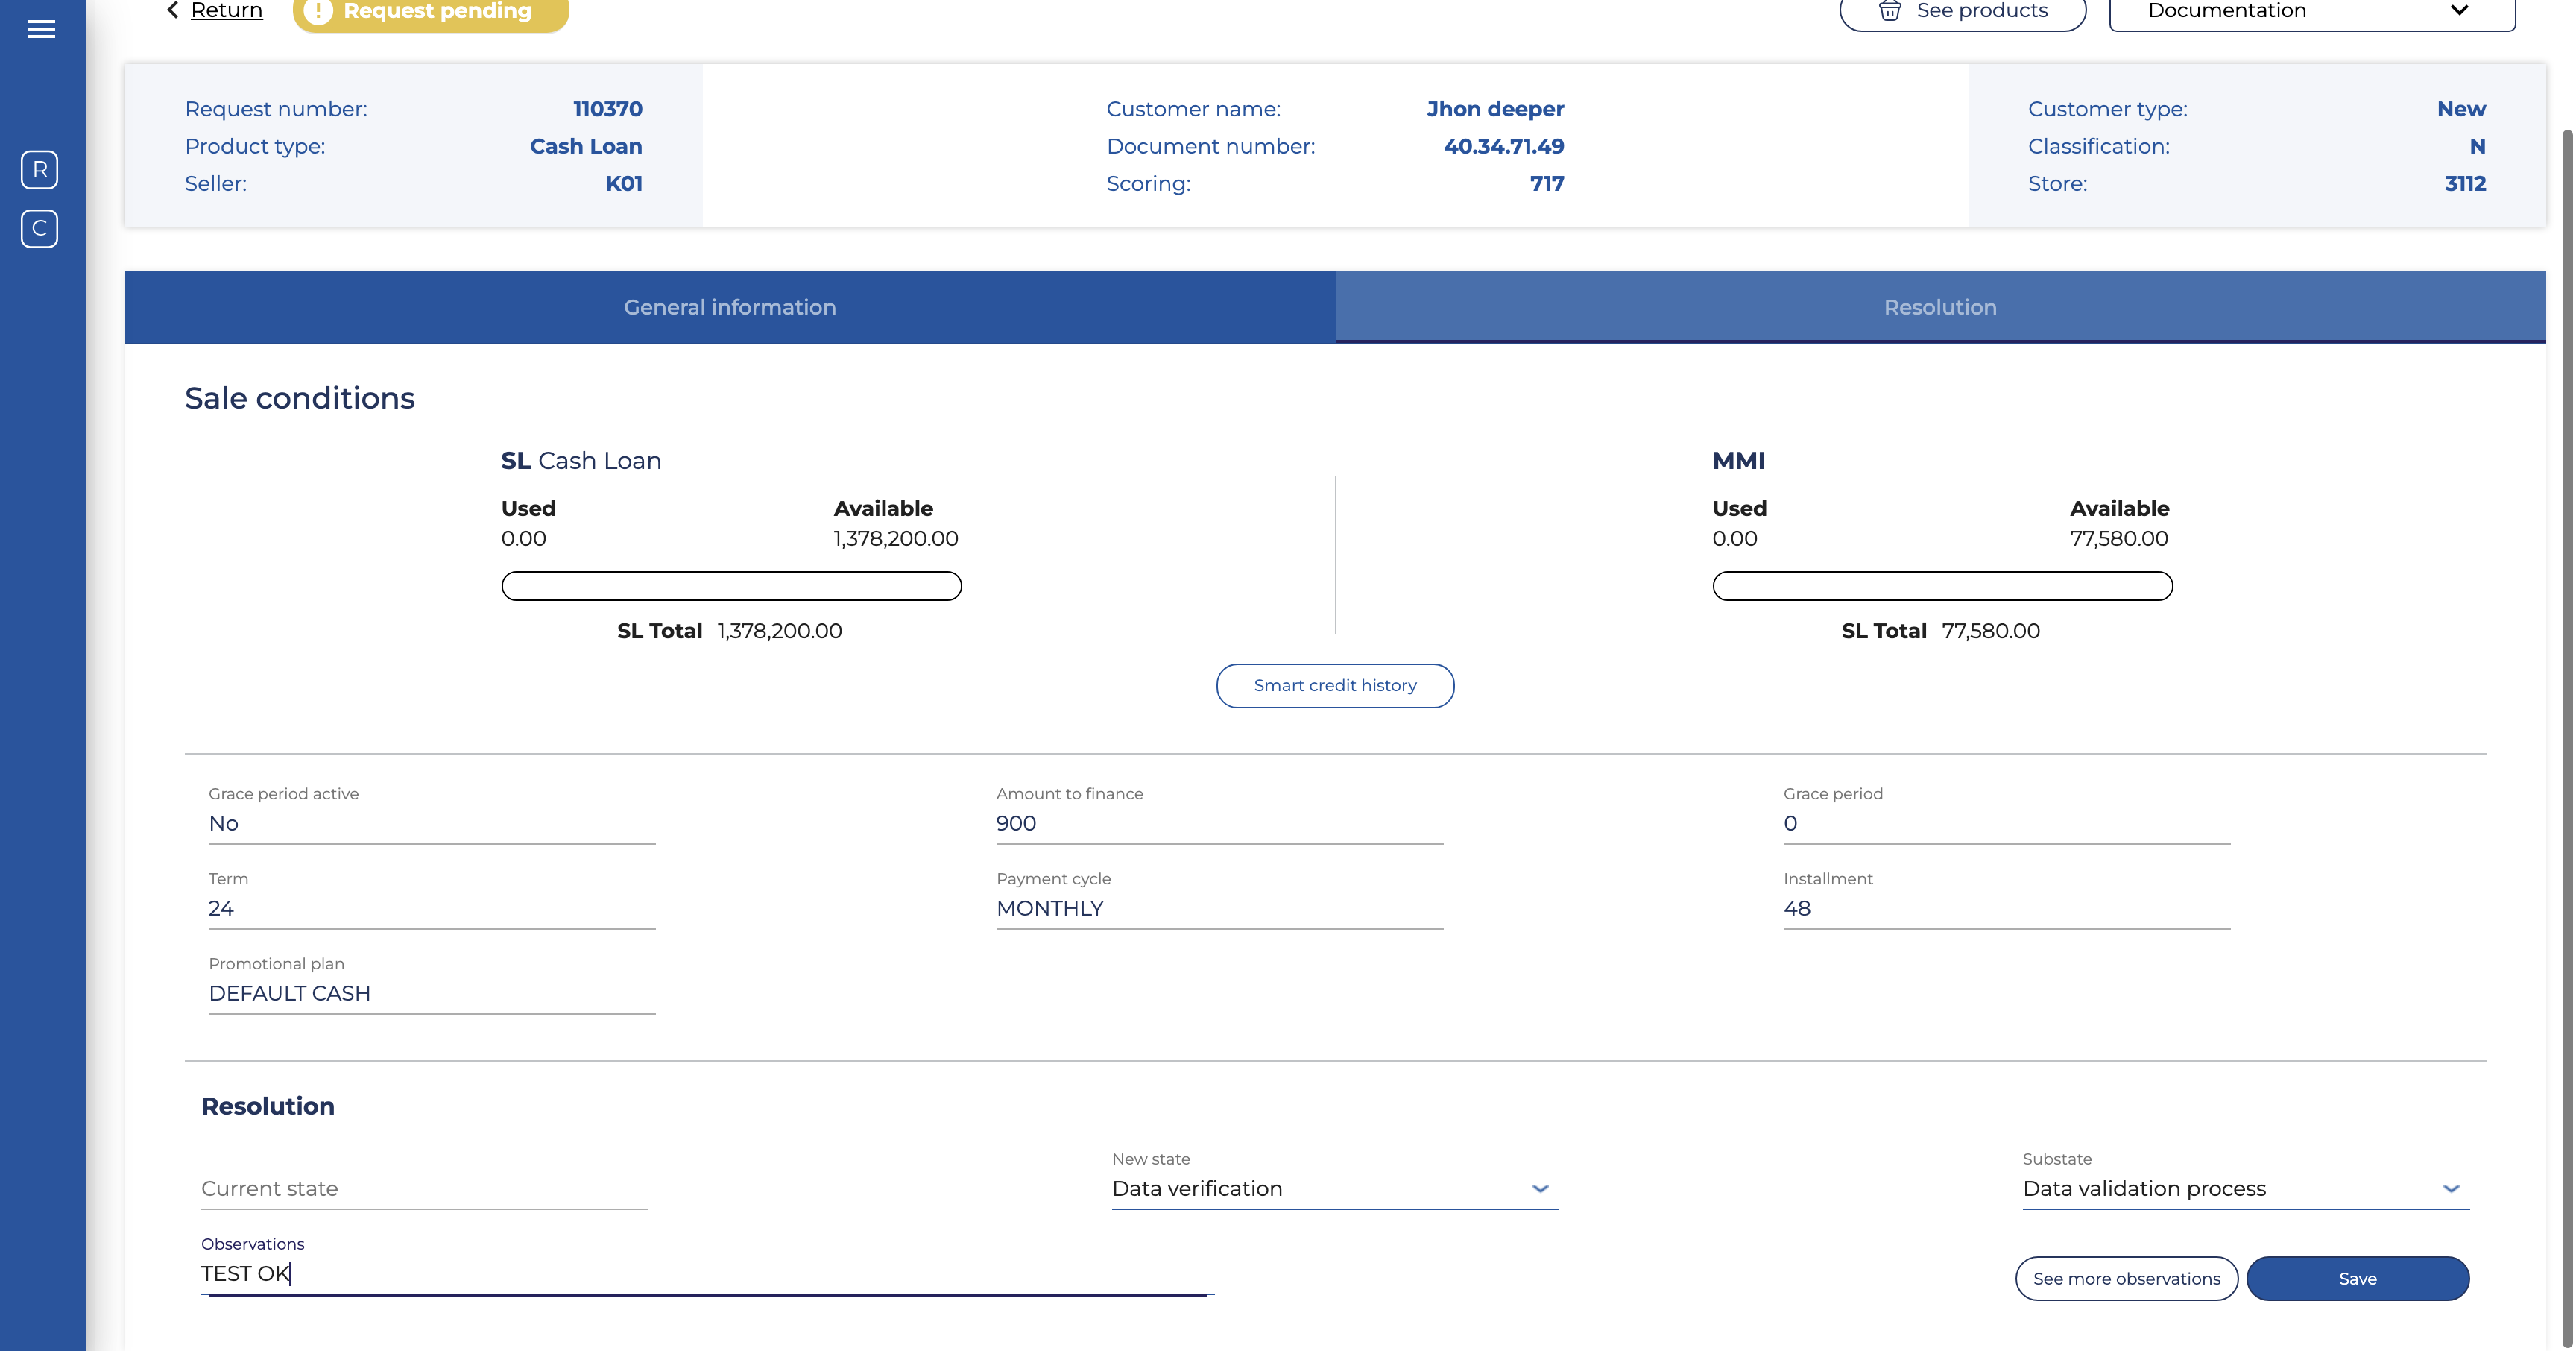 Return
! Request pending
See products
Documentation
R
C
Request number: 110370
Product type: Cash Loan
Seller: K01
Customer name: Jhon deeper
Document number: 40.34.71.49
Scoring: 717
Customer type: New
Classification: N
Store: 3112
General information
Resolution
Sale conditions
SL Cash Loan
Used Available
0.00 1,378,200.00
SL Total 1,378,200.00
MMI
Used Available
0.00 77,580.00
SL Total 77,580.00
Smart credit history
Grace period active
No
Amount to finance
900
Grace period
0
Term
24
Payment cycle
MONTHLY
Installment
48
Promotional plan
DEFAULT CASH
Resolution
Current state
New state
Data verification
Substate
Data validation process
Observations
TEST OK
See more observations
Save